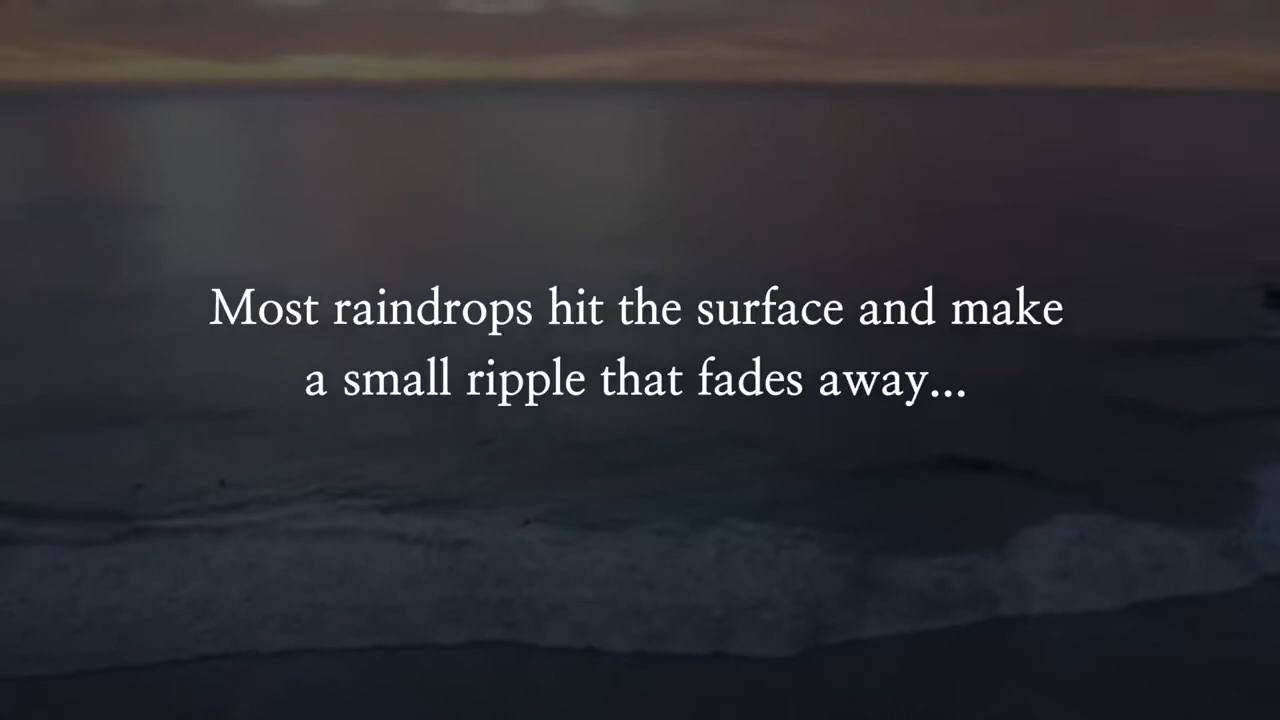 Most raindrops hit the surface and make
a small ripple that fades away...